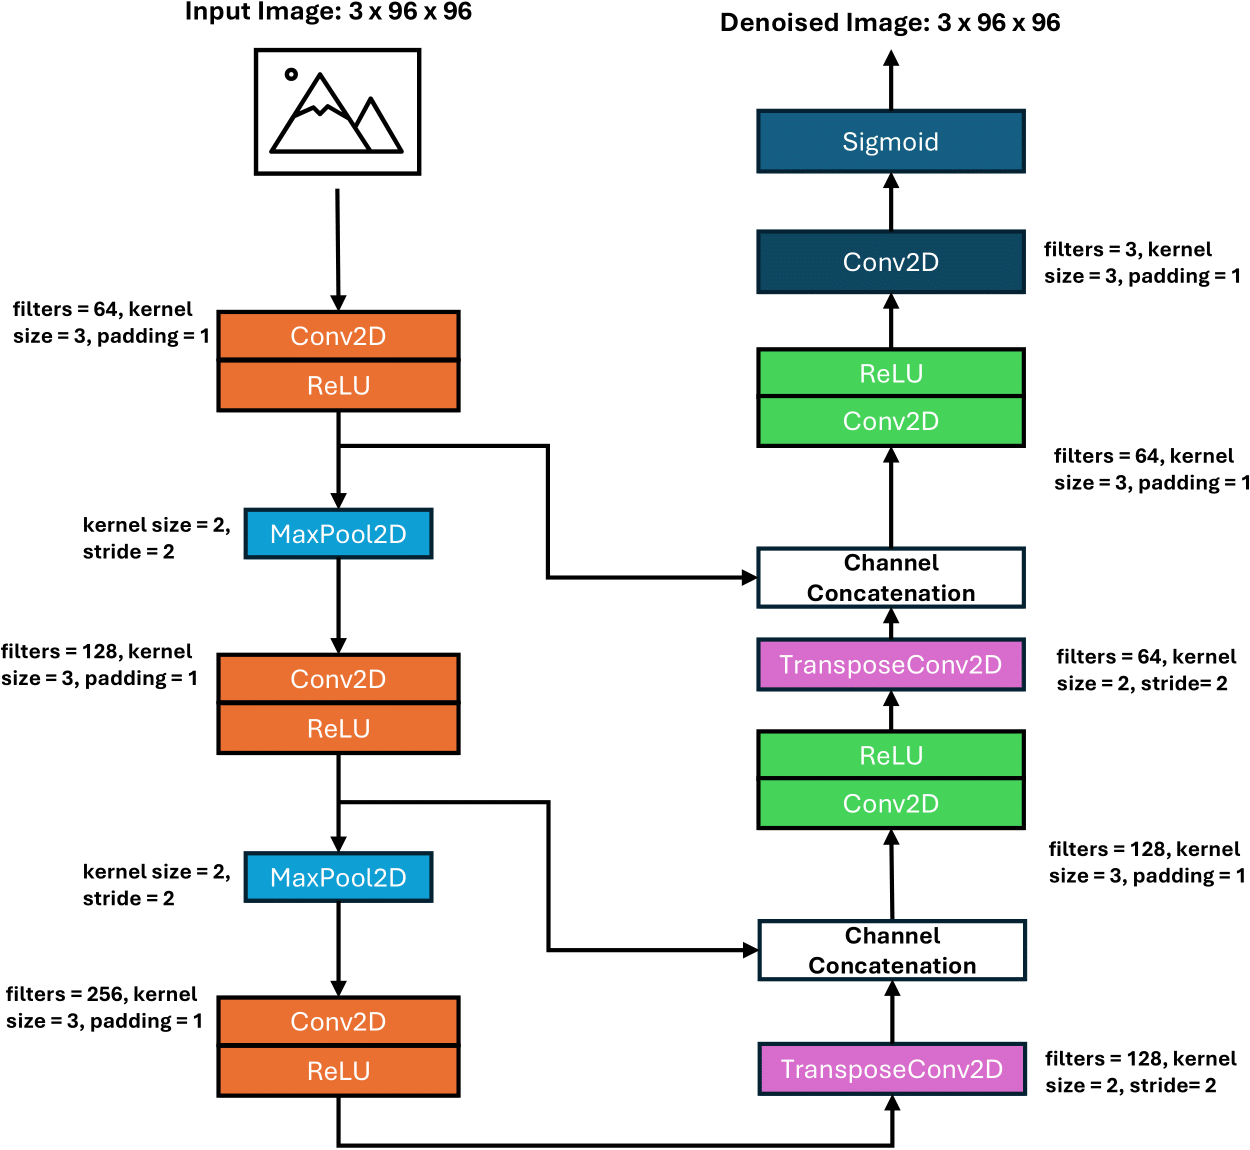 Input Image: 3 x 96 x 96
filters = 64, kernel
size = 3, padding = 1
Conv2D
ReLU
kernel size = 2,
stride = 2
MaxPool2D
filters = 128, kernel
size = 3, padding = 1
Conv2D
ReLU
kernel size = 2,
stride = 2
MaxPool2D
filters = 256, kernel
size = 3, padding = 1
Conv2D
ReLU
Denoised Image: 3 x 96 x 96
Sigmoid
Conv2D
filters = 3, kernel
size = 3, padding = 1
ReLU
Conv2D
filters = 64, kernel
size = 3, padding = 1
Channel
Concatenation
TransposeConv2D
filters = 64, kernel
size = 2, stride= 2
ReLU
Conv2D
filters = 128, kernel
size = 3, padding = 1
Channel
Concatenation
TransposeConv2D
filters = 128, kernel
size = 2, stride= 2